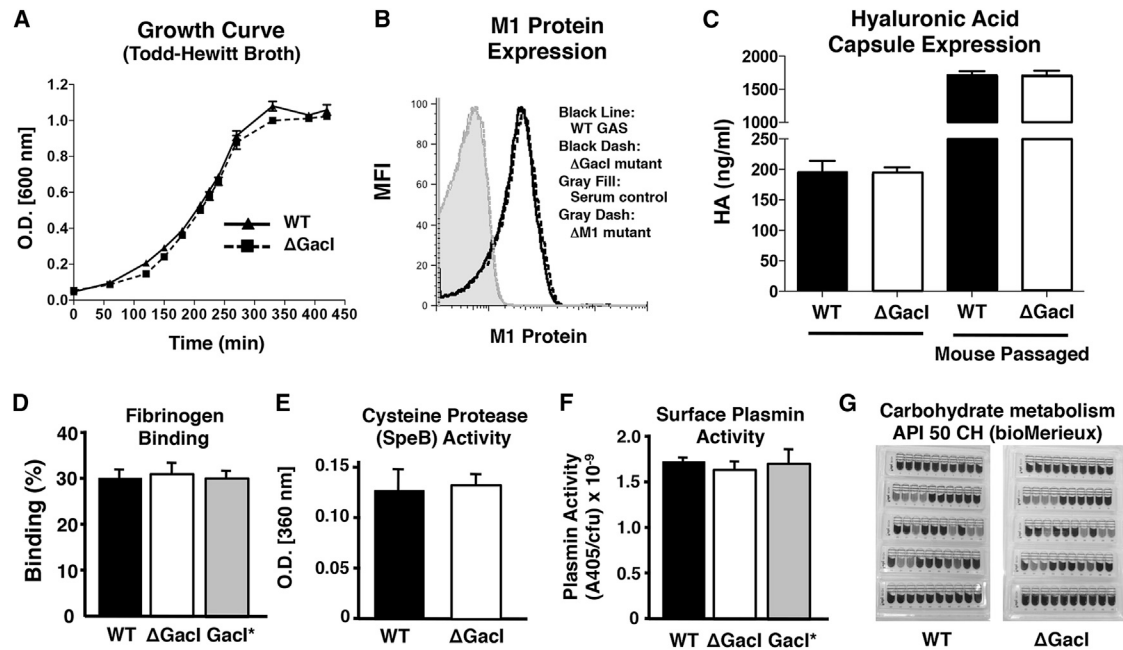 A
Growth Curve
(Todd-Hewitt Broth)
O.D. [600 nm]
1.2
1.0
0.8
0.6
0.4
0.2
0.0
WT
ΔGacI
0 50 100 150 200 250 300 350 400 450
Time (min)
B
M1 Protein
Expression
MFI
100
80
60
40
20
0
Black Line:
WT GAS
Black Dash:
ΔGacI mutant
Gray Fill:
Serum control
Gray Dash:
ΔM1 mutant
M1 Protein
C
Hyaluronic Acid
Capsule Expression
HA (ng/ml)
2000
1500
1000
250
200
150
100
50
0
WT ΔGacI WT ΔGacI
Mouse Passaged
D
Fibrinogen
Binding
Binding (%)
40
30
20
10
0
WT ΔGacI GacI*
E
Cysteine Protease
(SpeB) Activity
O.D. [360 nm]
0.15
0.10
0.05
0
WT ΔGacI
F
Surface Plasmin
Activity
Plasmin Activity
(A405/cfu) x 10-9
2.0
1.5
1.0
0.5
0
WT ΔGacI GacI*
G
Carbohydrate metabolism
API 50 CH (bioMerieux)
WT ΔGacI